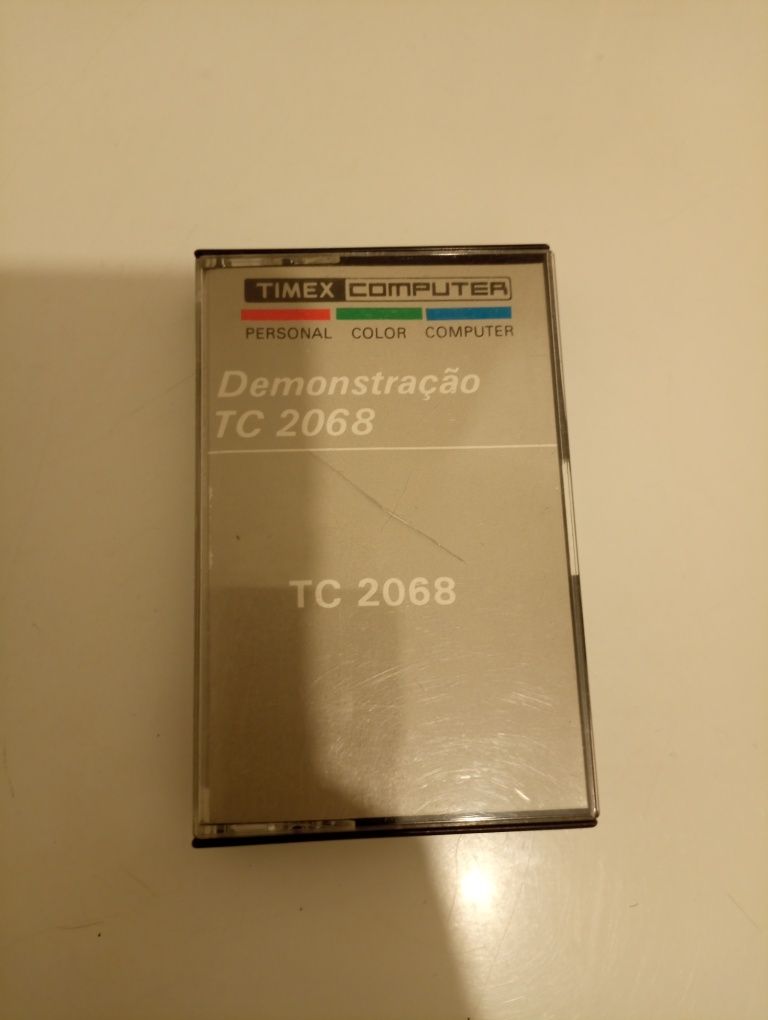 TIMEX COMPUTER
PERSONAL COLOR COMPUTER
Demonstração
TC 2068
TC 2068